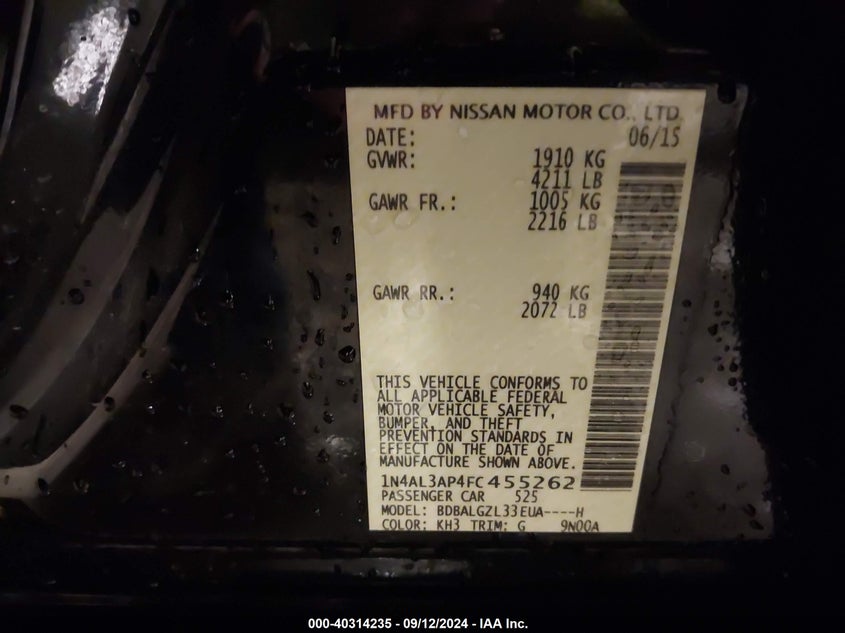 MFD BY NISSAN MOTOR CO., LTD
DATE: 06/15
GVWR: 1910 KG
4211 LB
GAWR FR.: 1005 KG
2216 LB
GAWR RR.: 940 KG
2072 LB
THIS VEHICLE CONFORMS TO
ALL APPLICABLE FEDERAL
MOTOR VEHICLE SAFETY,
BUMPER, AND THEFT
PREVENTION STANDARDS IN
EFFECT ON THE DATE OF
MANUFACTURE SHOWN ABOVE.
1N4AL3AP4FC455262
PASSENGER CAR 525
MODEL: BDBALGZL33EUA----H
COLOR: KH3 TRIM: G 9N00A
000-40314235 - 09/12/2024 - IAA Inc.